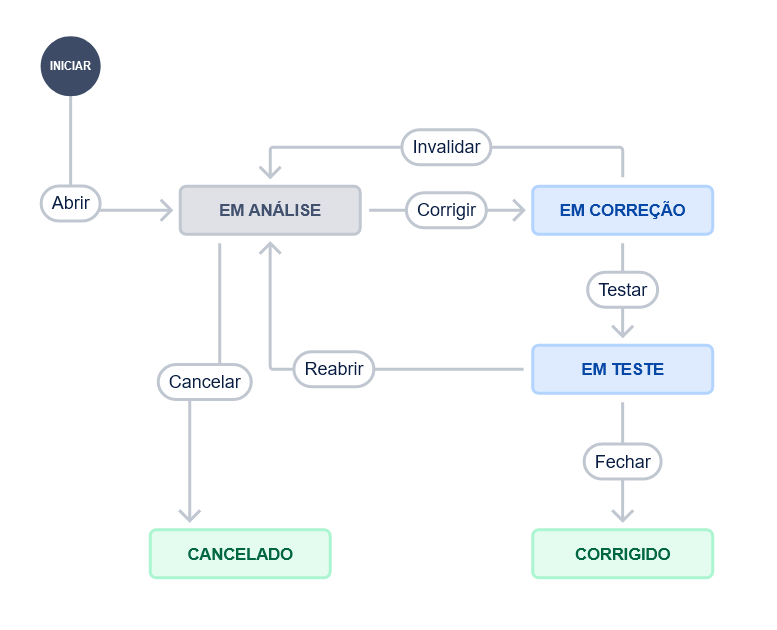 INICIAR
Invalidar
Abrir
EM ANÁLISE
Corrigir
EM CORREÇÃO
Testar
Reabrir
EM TESTE
Cancelar
Fechar
CANCELADO
CORRIGIDO